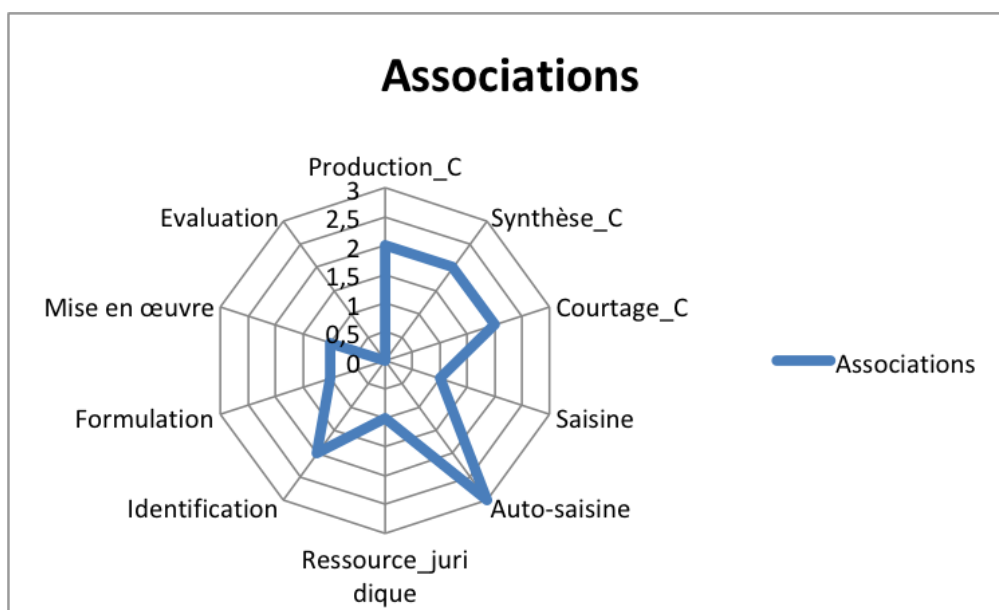 Associations
Production_C
3
Evaluation
2,5
Synthèse_C
2
1,5
Mise en œuvre
1
Courtage_C
0,5
0
Associations
Formulation
Saisine
Identification
Auto-saisine
Ressource_juri
dique